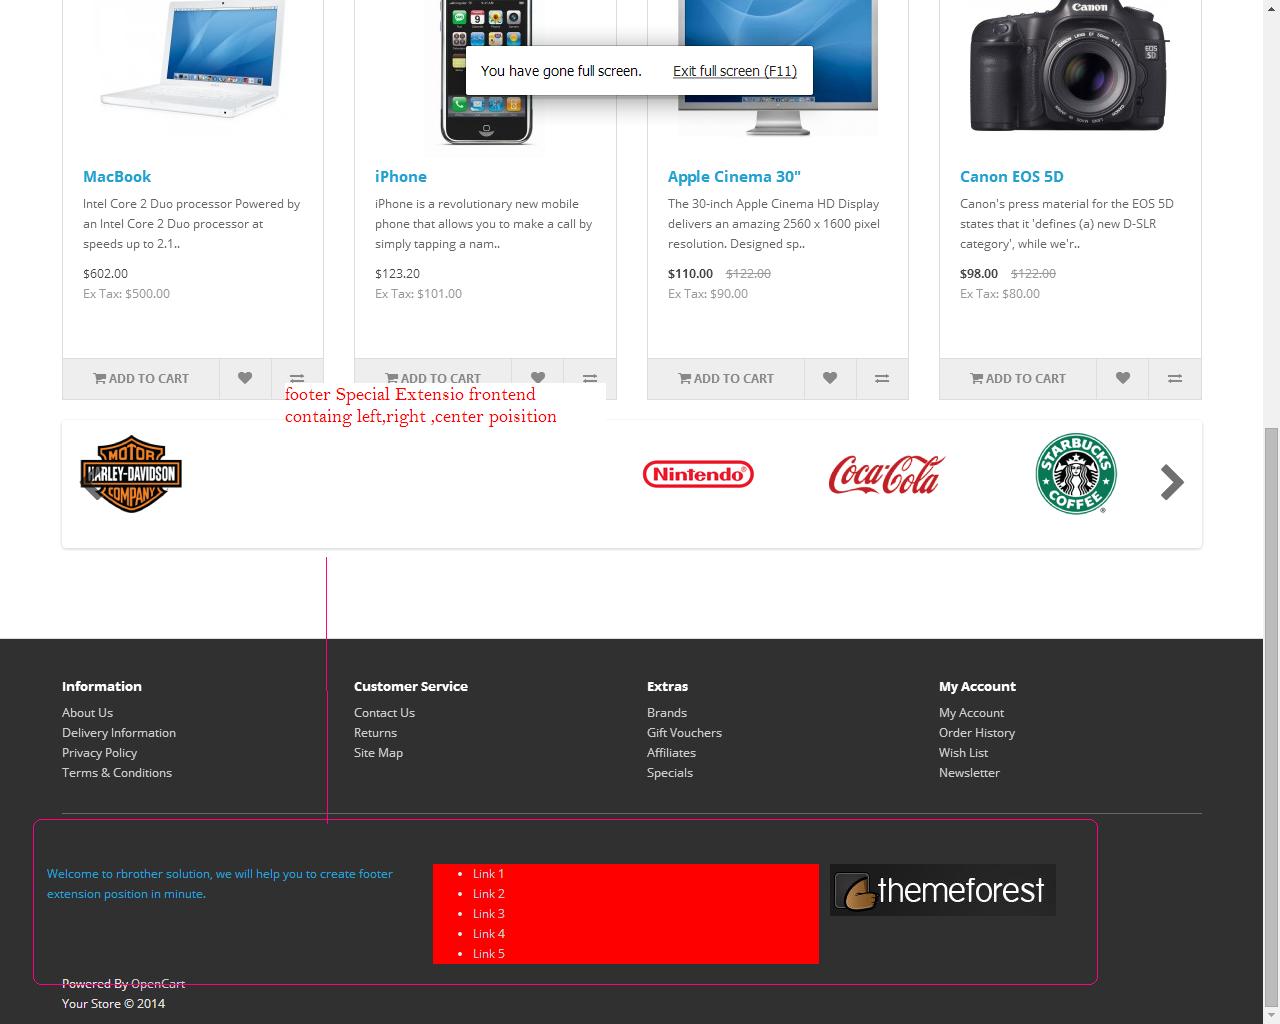 Canon
EOS
5D
You have gone full screen. Exit full screen (F11)
MacBook
Intel Core 2 Duo processor Powered by
an Intel Core 2 Duo processor at
speeds up to 2.1..
$602.00
Ex Tax: $500.00
ADD TO CART
iPhone
iPhone is a revolutionary new mobile
phone that allows you to make a call by
simply tapping a nam..
$123.20
Ex Tax: $101.00
ADD TO CART
Apple Cinema 30"
The 30-inch Apple Cinema HD Display
delivers an amazing 2560 x 1600 pixel
resolution. Designed sp..
$110.00 $122.00
Ex Tax: $90.00
ADD TO CART
Canon EOS 5D
Canon's press material for the EOS 5D
states that it 'defines (a) new D-SLR
category', while we'r..
$98.00 $122.00
Ex Tax: $80.00
ADD TO CART
footer Special Extensio frontend
containg left,right ,center poisition
MOTOR
HARLEY-DAVIDSON
COMPANY
Nintendo®
Coca-Cola
STARBUCKS
COFFEE
Information
About Us
Delivery Information
Privacy Policy
Terms & Conditions
Customer Service
Contact Us
Returns
Site Map
Extras
Brands
Gift Vouchers
Affiliates
Specials
My Account
My Account
Order History
Wish List
Newsletter
Welcome to rbrother solution, we will help you to create footer
extension position in minute.
Link 1
Link 2
Link 3
Link 4
Link 5
themeforest
Powered By OpenCart
Your Store © 2014